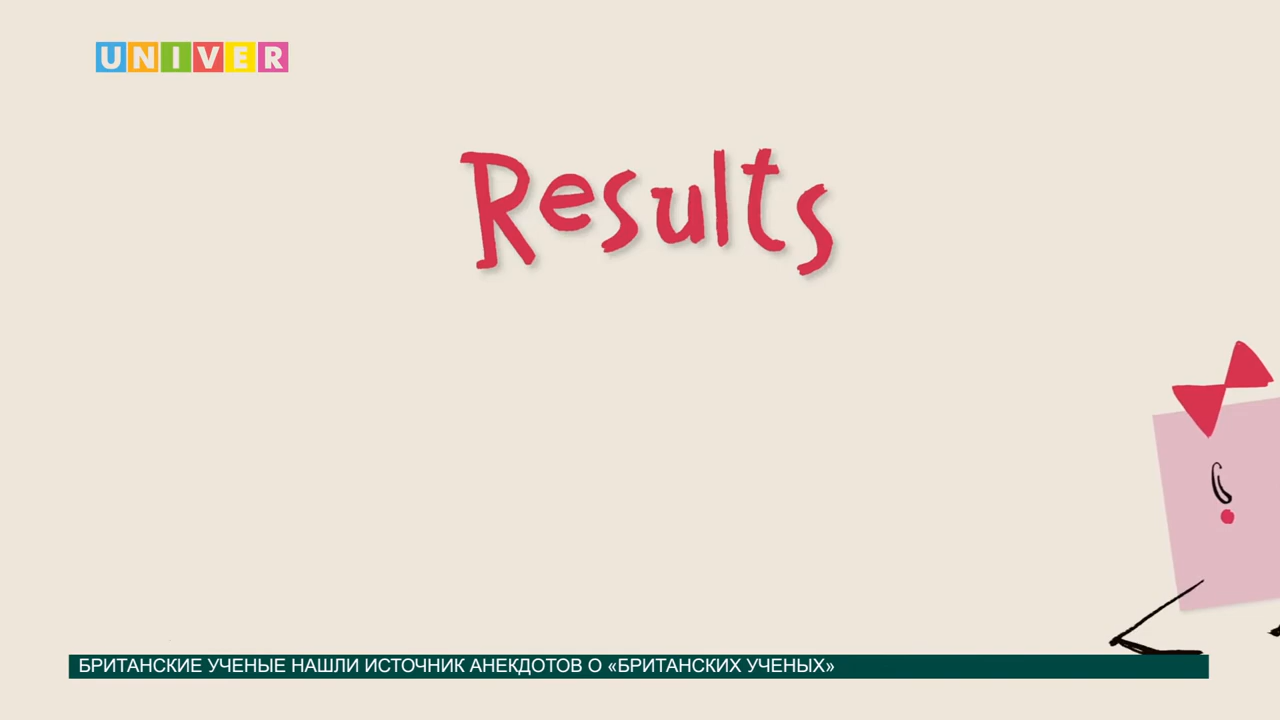 UNIVER
Results
БРИТАНСКИЕ УЧЕНЫЕ НАШЛИ ИСТОЧНИК АНЕКДОТОВ О «БРИТАНСКИХ УЧЕНЫХ»